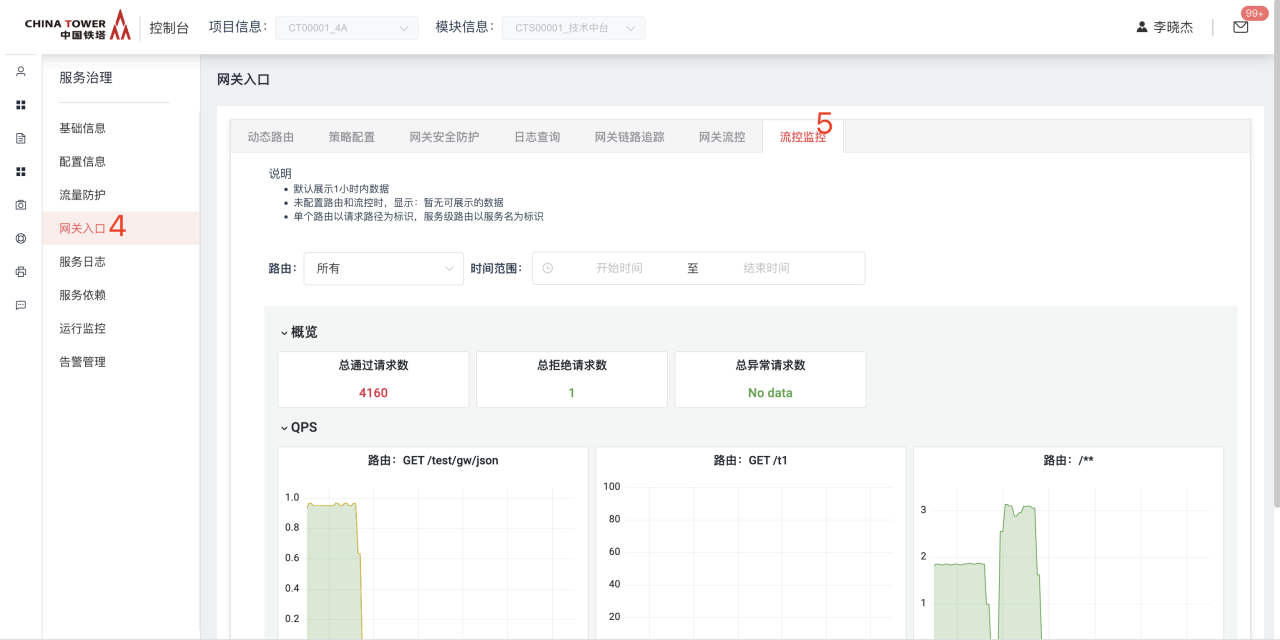 CHINA TOWER
中国铁塔
控制台
项目信息:
CT00001_4A
模块信息:
CTS00001_技术中台
李晓杰
99+
服务治理
基础信息
配置信息
流量防护
网关入口 4
服务日志
服务依赖
运行监控
告警管理
网关入口
动态路由
策略配置
网关安全防护
日志查询
网关链路追踪
网关流控
流控监控 5
说明
默认展示1小时内数据
未配置路由和流控时，显示：暂无可展示的数据
单个路由以请求路径为标识，服务级路由以服务名为标识
路由：
所有
时间范围：
开始时间
至
结束时间
概览
总通过请求数
4160
总拒绝请求数
1
总异常请求数
No data
QPS
路由：GET /test/gw/json
1.0
0.8
0.6
0.4
0.2
路由：GET /t1
100
80
60
40
20
路由：/**
3
2
1